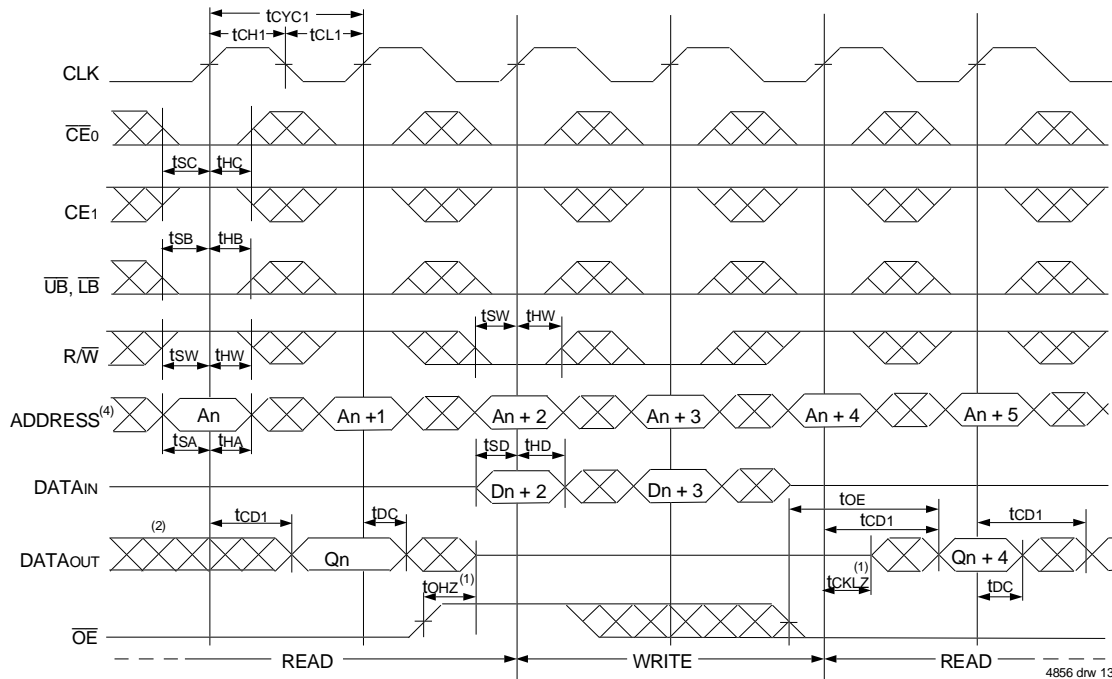 tCYC1
tCH1 tCL1
CLK
CE0
tSC tHC
CE1
tSB tHB
UB, LB
tSW tHW
R/W
tSW tHW
ADDRESS(4) An An +1 An + 2 An + 3 An + 4 An + 5
tSA tHA tSD tHD
DATAIN Dn + 2 Dn + 3
tOE
(2) tCD1 tDC tCD1 tCD1
DATAOUT Qn Qn + 4
tOHZ(1) tCKLZ(1) tDC
OE
READ WRITE READ
4856 drw 13